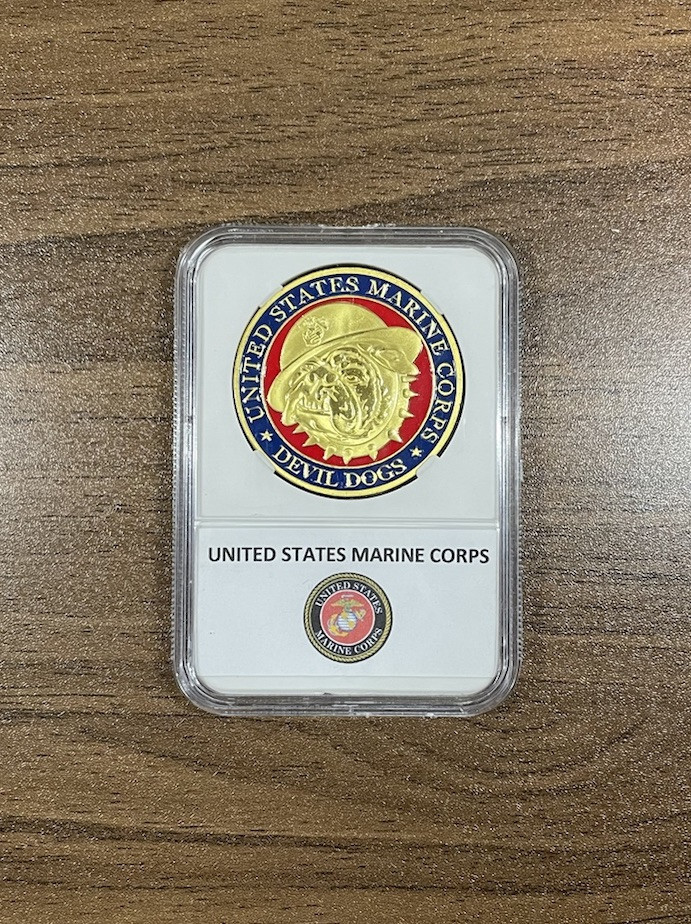 UNITED STATES MARINE CORPS
★ DEVIL DOGS ★
UNITED STATES MARINE CORPS
UNITED STATES
MARINE CORPS